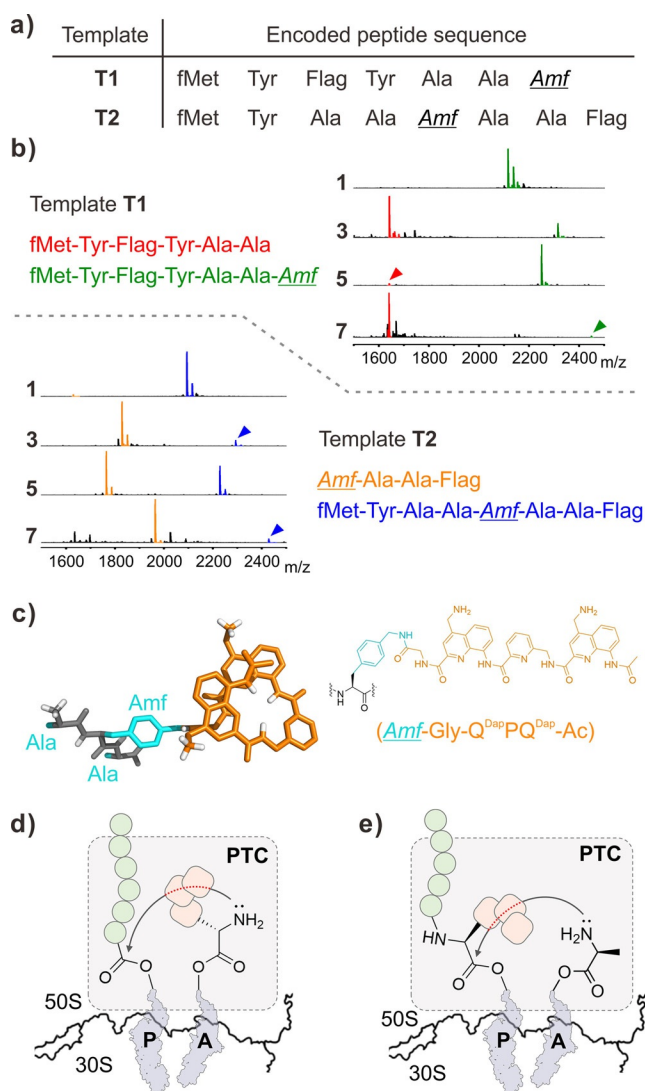 a)
Template Encoded peptide sequence
T1 fMet Tyr Flag Tyr Ala Ala Amf
T2 fMet Tyr Ala Ala Amf Ala Ala Flag
b)
Template T1
fMet-Tyr-Flag-Tyr-Ala-Ala
fMet-Tyr-Flag-Tyr-Ala-Ala-Amf
1
3
5
7
1600 1800 2000 2200 2400 m/z
1
3
5
7
1600 1800 2000 2200 2400 m/z
Template T2
Amf-Ala-Ala-Flag
fMet-Tyr-Ala-Ala-Amf-Ala-Ala-Flag
c)
Amf
Ala
Ala
NH2
NH2
HN
O
N
H
O
N
NH
O
N
H
N
O
N
HN
O
N
H
O
(Amf-Gly-QDapPQDap-Ac)
d)
PTC
NH2
O
O
O
O
50S
30S
P
A
e)
PTC
HN
H2N
O
O
O
O
50S
30S
P
A